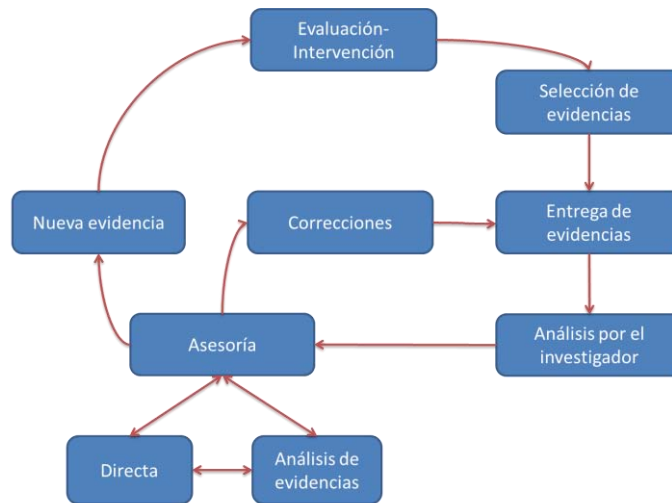 Evaluación-
Intervención
Selección de
evidencias
Nueva evidencia
Correcciones
Entrega de
evidencias
Asesoría
Análisis por el
investigador
Directa
Análisis de
evidencias